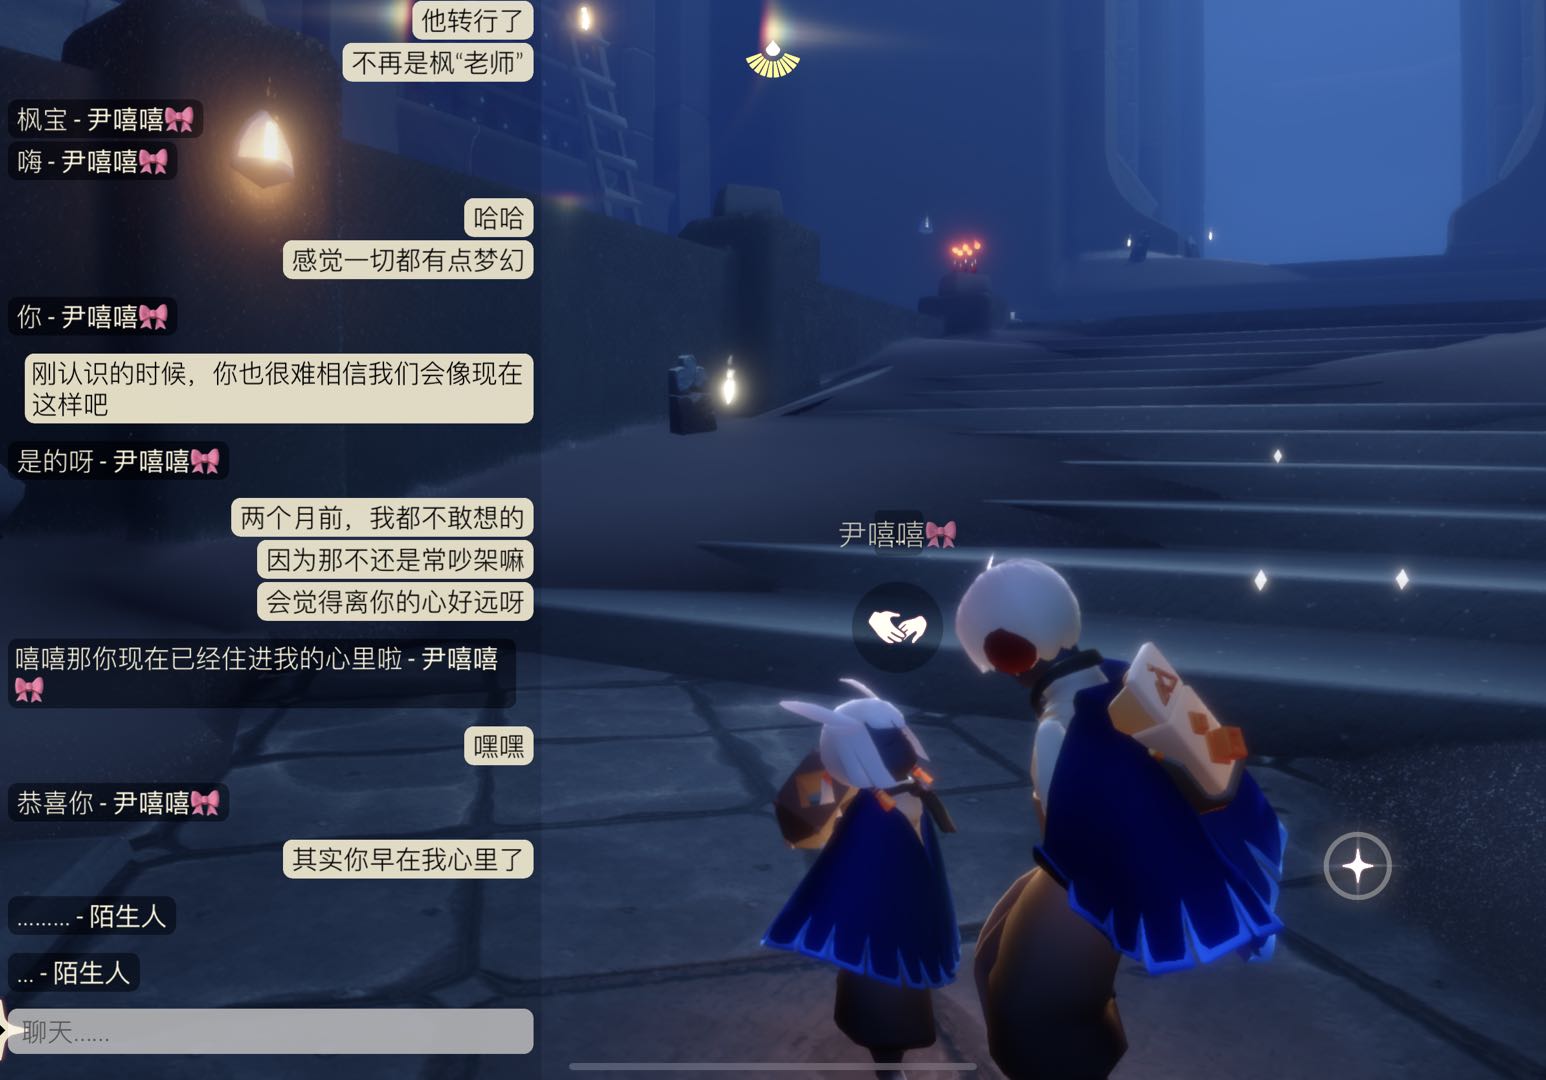 他转行了
不再是枫“老师”
枫宝 - 尹嘻嘻🎀
嗨 - 尹嘻嘻🎀
哈哈
感觉一切都有点梦幻
你 - 尹嘻嘻🎀
刚认识的时候，你也很难相信我们会像现在
这样吧
是的呀 - 尹嘻嘻🎀
两个月前，我都不敢想的
因为那不还是常吵架嘛
会觉得离你的心好远呀
嘻嘻那你现在已经住进我的心里啦 - 尹嘻嘻
🎀
嘿嘿
恭喜你 - 尹嘻嘻🎀
其实你早在我心里了
......... - 陌生人
... - 陌生人
聊天......
尹嘻嘻🎀